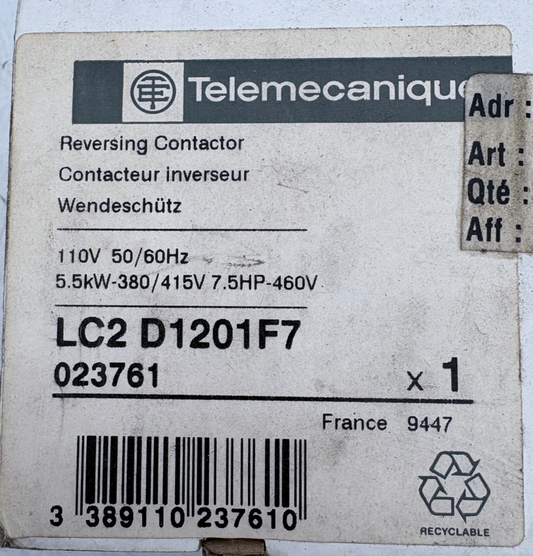 Telemecanique
Adr :
Reversing Contactor
Art :
Contacteur inverseur
Qté :
Wendeschütz
Aff :
110V 50/60Hz
5.5kW-380/415V 7.5HP-460V
LC2 D1201F7
023761
x 1
France 9447
3 389110 237610
RECYCLABLE